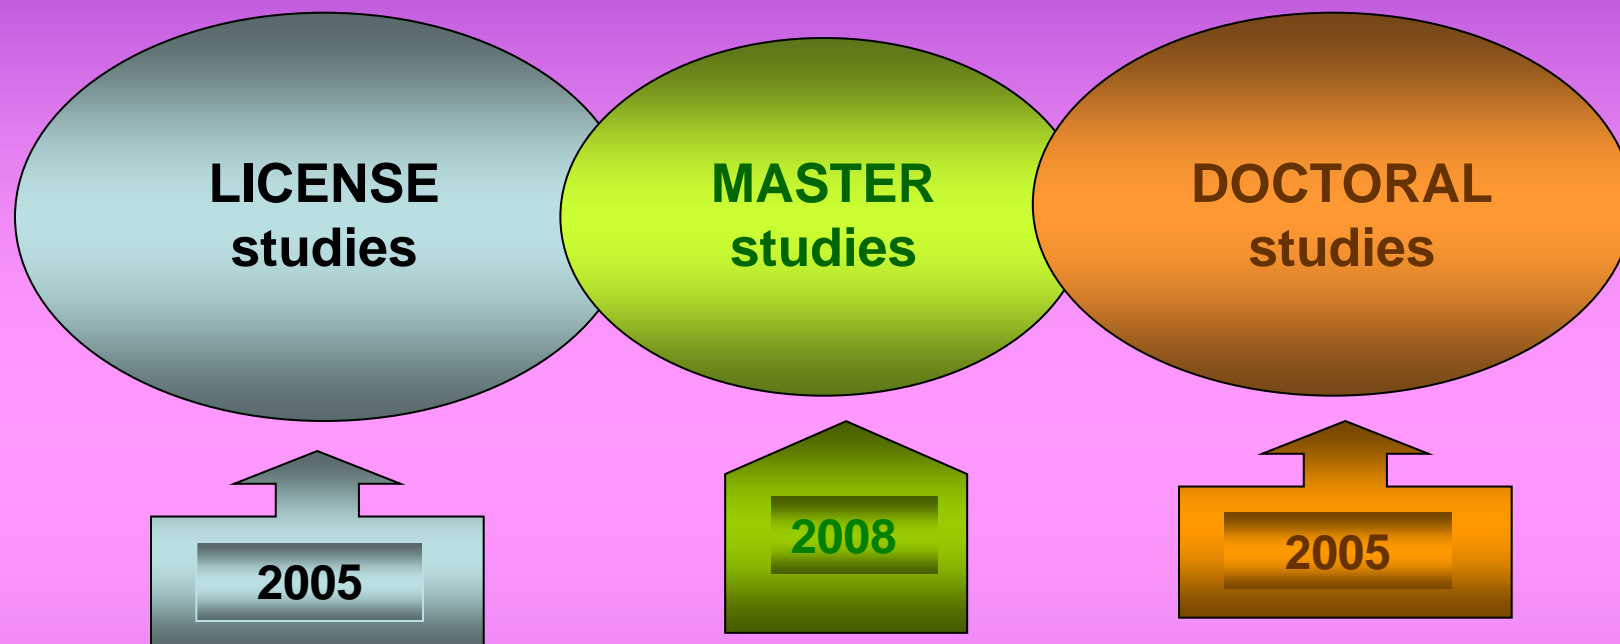 LICENSE
studies
MASTER
studies
DOCTORAL
studies
2005
2008
2005